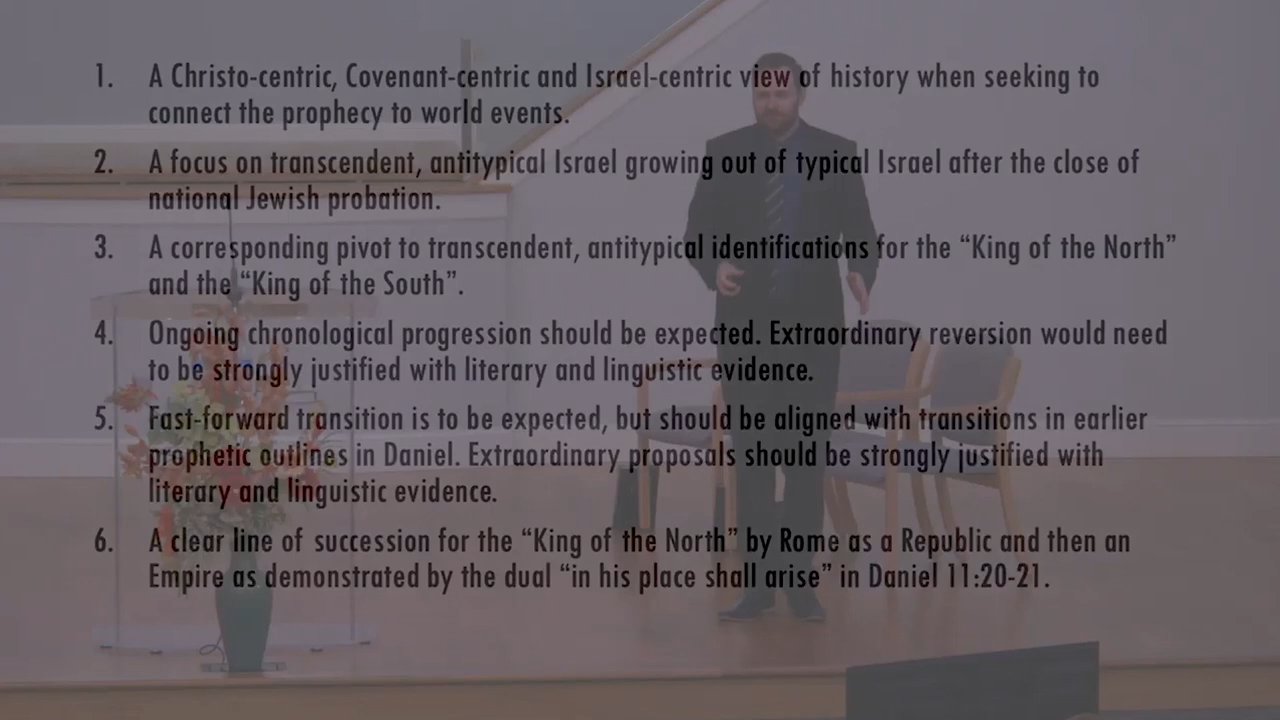 1. A Christo-centric, Covenant-centric and Israel-centric view of history when seeking to
connect the prophecy to world events.
2. A focus on transcendent, antitypical Israel growing out of typical Israel after the close of
national Jewish probation.
3. A corresponding pivot to transcendent, antitypical identifications for the “King of the North”
and the “King of the South”.
4. Ongoing chronological progression should be expected. Extraordinary reversion would need
to be strongly justified with literary and linguistic evidence.
5. Fast-forward transition is to be expected, but should be aligned with transitions in earlier
prophetic outlines in Daniel. Extraordinary proposals should be strongly justified with
literary and linguistic evidence.
6. A clear line of succession for the “King of the North” by Rome as a Republic and then an
Empire as demonstrated by the dual “in his place shall arise” in Daniel 11:20-21.